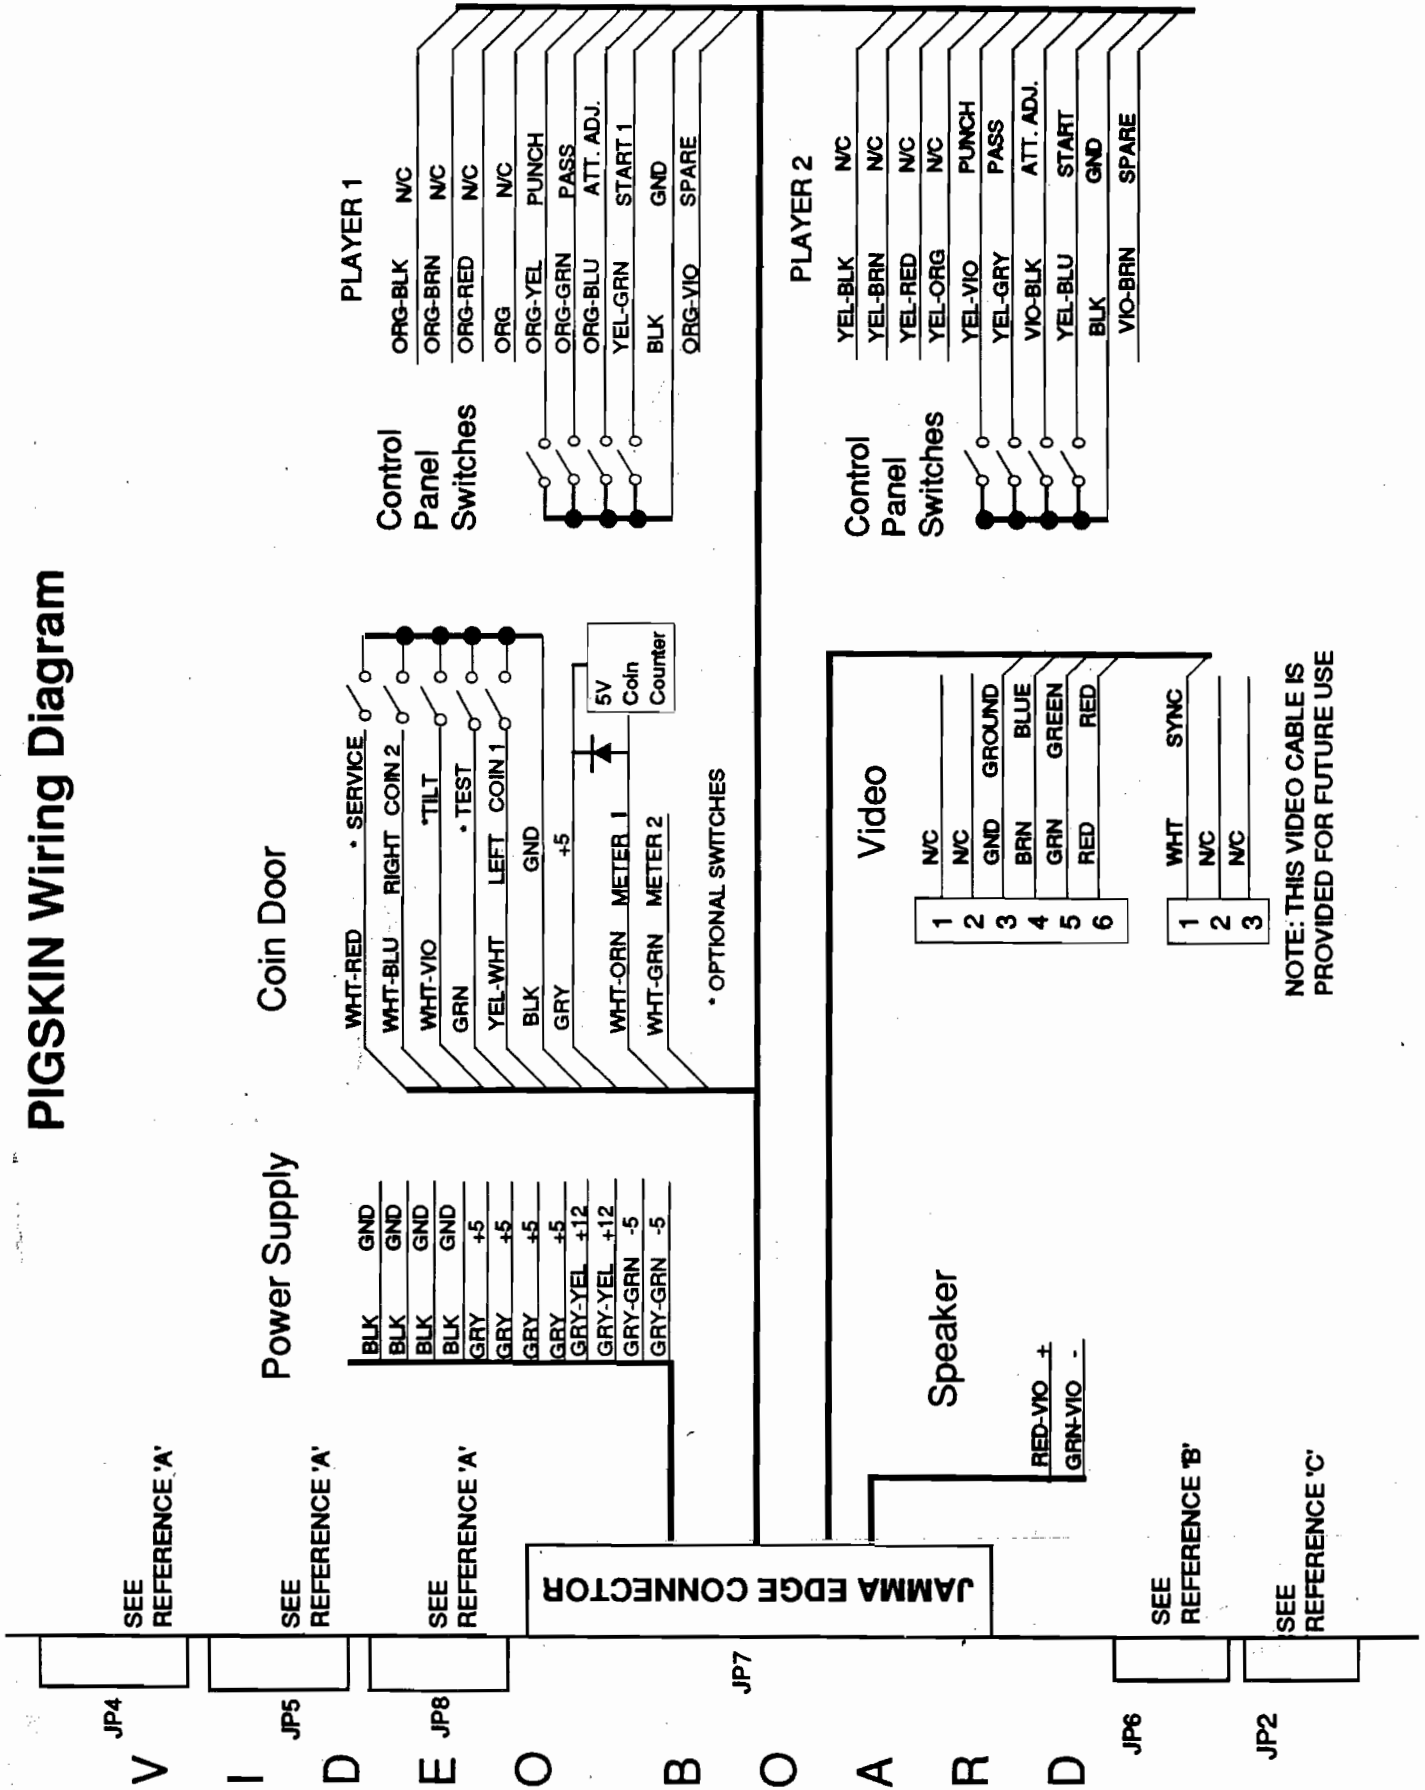 PIGSKIN Wiring Diagram
SEE
REFERENCE 'A'
JP4
SEE
REFERENCE 'A'
JP5
SEE
REFERENCE 'A'
JP8
JAMMA EDGE CONNECTOR
JP7
SEE
REFERENCE 'B'
JP6
SEE
REFERENCE 'C'
JP2
VIDEO BOARD
Power Supply
BLK GND
BLK GND
BLK GND
BLK GND
GRY +5
GRY +5
GRY +5
GRY +5
GRY-YEL +12
GRY-YEL +12
GRY-GRN -5
GRY-GRN -5
Coin Door
WHT-RED * SERVICE
WHT-BLU RIGHT COIN 2
WHT-VIO *TILT
GRN * TEST
YEL-WHT LEFT COIN 1
BLK GND
GRY +5
WHT-ORN METER 1
WHT-GRN METER 2
5V
Coin
Counter
* OPTIONAL SWITCHES
PLAYER 1
Control
Panel
Switches
ORG-BLK N/C
ORG-BRN N/C
ORG-RED N/C
ORG N/C
ORG-YEL PUNCH
ORG-GRN PASS
ORG-BLU ATT. ADJ.
YEL-GRN START 1
BLK GND
ORG-VIO SPARE
PLAYER 2
Control
Panel
Switches
YEL-BLK N/C
YEL-BRN N/C
YEL-RED N/C
YEL-ORG N/C
YEL-VIO PUNCH
YEL-GRY PASS
VIO-BLK ATT. ADJ.
YEL-BLU START
BLK GND
VIO-BRN SPARE
Speaker
RED-VIO +
GRN-VIO -
Video
1 N/C
2 N/C
3 GND GROUND
4 BRN BLUE
5 GRN GREEN
6 RED RED
1 WHT SYNC
2 N/C
3 N/C
NOTE: THIS VIDEO CABLE IS
PROVIDED FOR FUTURE USE